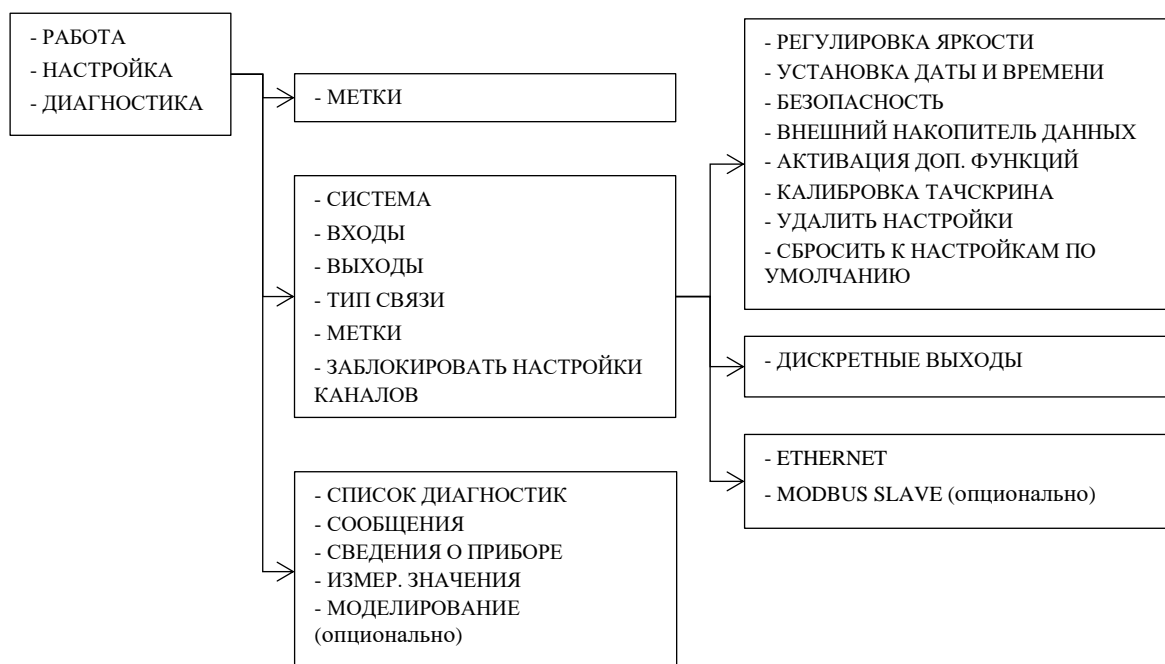 - РАБОТА
- НАСТРОЙКА
- ДИАГНОСТИКА
- МЕТКИ
- СИСТЕМА
- ВХОДЫ
- ВЫХОДЫ
- ТИП СВЯЗИ
- МЕТКИ
- ЗАБЛОКИРОВАТЬ НАСТРОЙКИ
КАНАЛОВ
- СПИСОК ДИАГНОСТИК
- СООБЩЕНИЯ
- СВЕДЕНИЯ О ПРИБОРЕ
- ИЗМЕР. ЗНАЧЕНИЯ
- МОДЕЛИРОВАНИЕ
(опционально)
- РЕГУЛИРОВКА ЯРКОСТИ
- УСТАНОВКА ДАТЫ И ВРЕМЕНИ
- БЕЗОПАСНОСТЬ
- ВНЕШНИЙ НАКОПИТЕЛЬ ДАННЫХ
- АКТИВАЦИЯ ДОП. ФУНКЦИЙ
- КАЛИБРОВКА ТАЧСКРИНА
- УДАЛИТЬ НАСТРОЙКИ
- СБРОСИТЬ К НАСТРОЙКАМ ПО
УМОЛЧАНИЮ
- ДИСКРЕТНЫЕ ВЫХОДЫ
- ETHERNET
- MODBUS SLAVE (опционально)